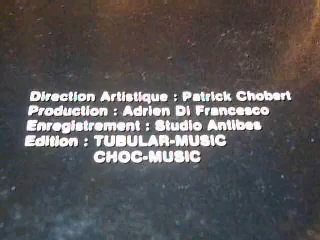 Direction Artistique : Patrick Chobert
Production : Adrien Di Francesco
Enregistrement : Studio Antibes
Edition : TUBULAR-MUSIC
CHOC-MUSIC